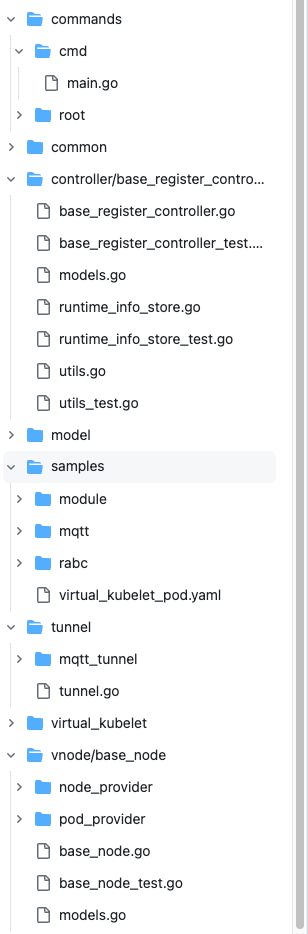 commands
cmd
main.go
root
common
controller/base_register_contro...
base_register_controller.go
base_register_controller_test....
models.go
runtime_info_store.go
runtime_info_store_test.go
utils.go
utils_test.go
model
samples
module
mqtt
rabc
virtual_kubelet_pod.yaml
tunnel
mqtt_tunnel
tunnel.go
virtual_kubelet
vnode/base_node
node_provider
pod_provider
base_node.go
base_node_test.go
models.go